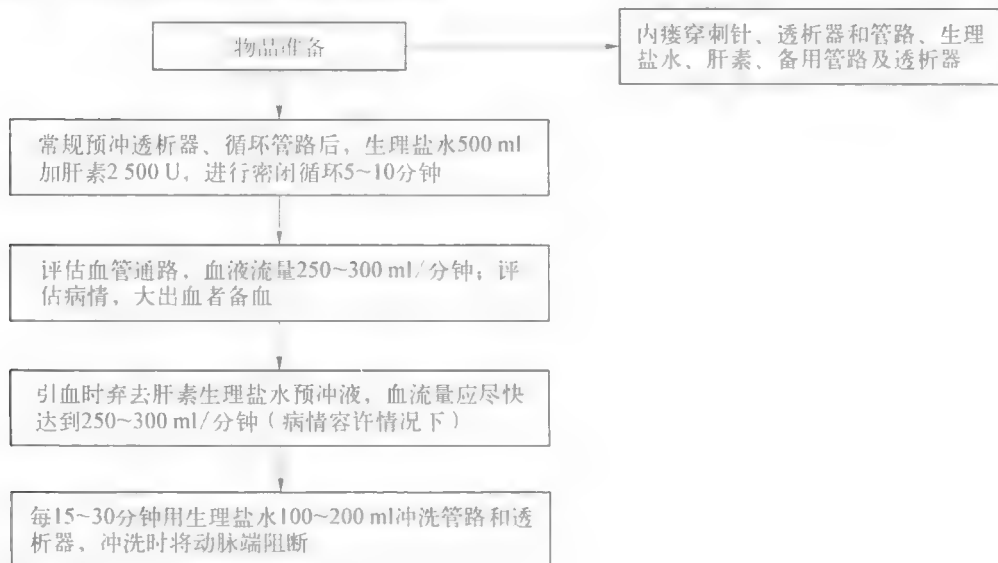 物品准备
内瘘穿刺针、透析器和管路、生理
盐水、肝素、备用管路及透析器
常规预冲透析器、循环管路后，生理盐水500 ml
加肝素2 500 U，进行密闭循环5~10分钟
评估血管通路，血液流量250~300 ml/分钟；评
估病情，大出血者备血
引血时弃去肝素生理盐水预冲液，血流量应尽快
达到250~300 ml/分钟（病情容许情况下）
每15~30分钟用生理盐水100~200 ml冲洗管路和透
析器，冲洗时将动脉端阻断